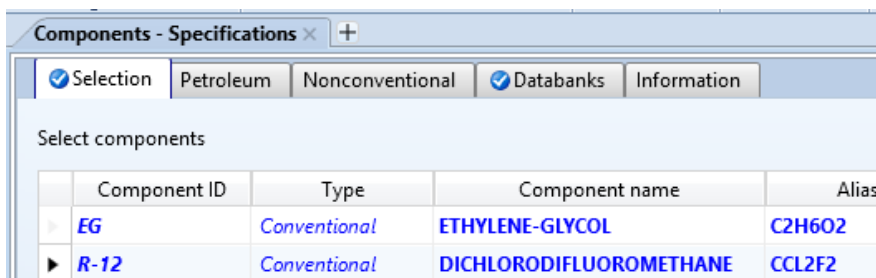 Components - Specifications × +
Selection Petroleum Nonconventional Databanks Information
Select components
Component ID Type Component name Alias
EG Conventional ETHYLENE-GLYCOL C2H6O2
R-12 Conventional DICHLORODIFLUOROMETHANE CCL2F2